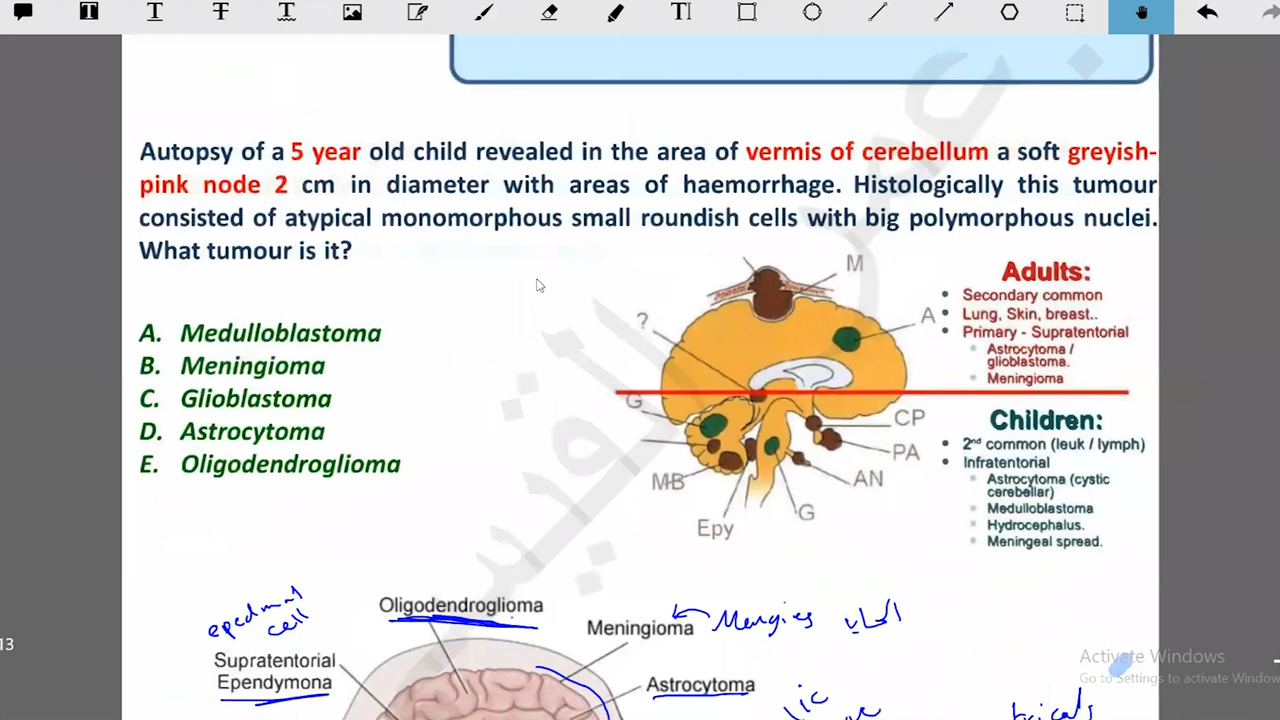 Autopsy of a 5 year old child revealed in the area of vermis of cerebellum a soft greyish-
pink node 2 cm in diameter with areas of haemorrhage. Histologically this tumour
consisted of atypical monomorphous small roundish cells with big polymorphous nuclei.
What tumour is it?
A. Medulloblastoma
B. Meningioma
C. Glioblastoma
D. Astrocytoma
E. Oligodendroglioma
M
?
A
G
CP
PA
MB
AN
G
Epy
Adults:
Secondary common
Lung, Skin, breast..
Primary - Supratentorial
Astrocytoma /
glioblastoma.
Meningioma
Children:
2nd common (leuk / lymph)
Infratentorial
Astrocytoma (cystic
cerebellar)
Medulloblastoma
Hydrocephalus.
Meningeal spread.
cell
Oligodendroglioma
Meningioma
Supratentorial
Ependymona
Astrocytoma
13
Activate Windows
Go to Settings to activate Windows